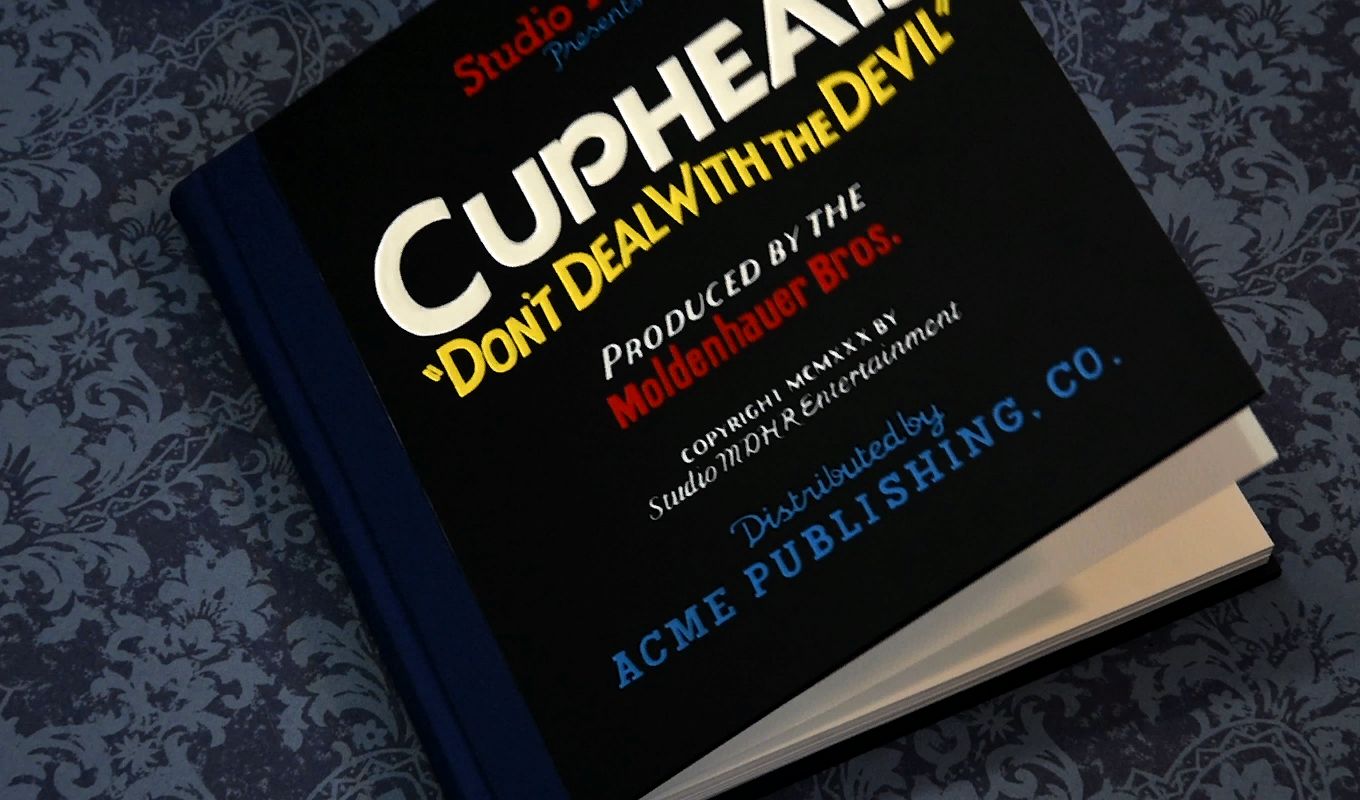 Studio
Presents
CUPHEAD
"DON'T DEAL WITH THE DEVIL"
PRODUCED BY THE
Moldenhauer Bros.
COPYRIGHT MCMXXX BY
Studio MDHR Entertainment
Distributed by
ACME PUBLISHING. CO.